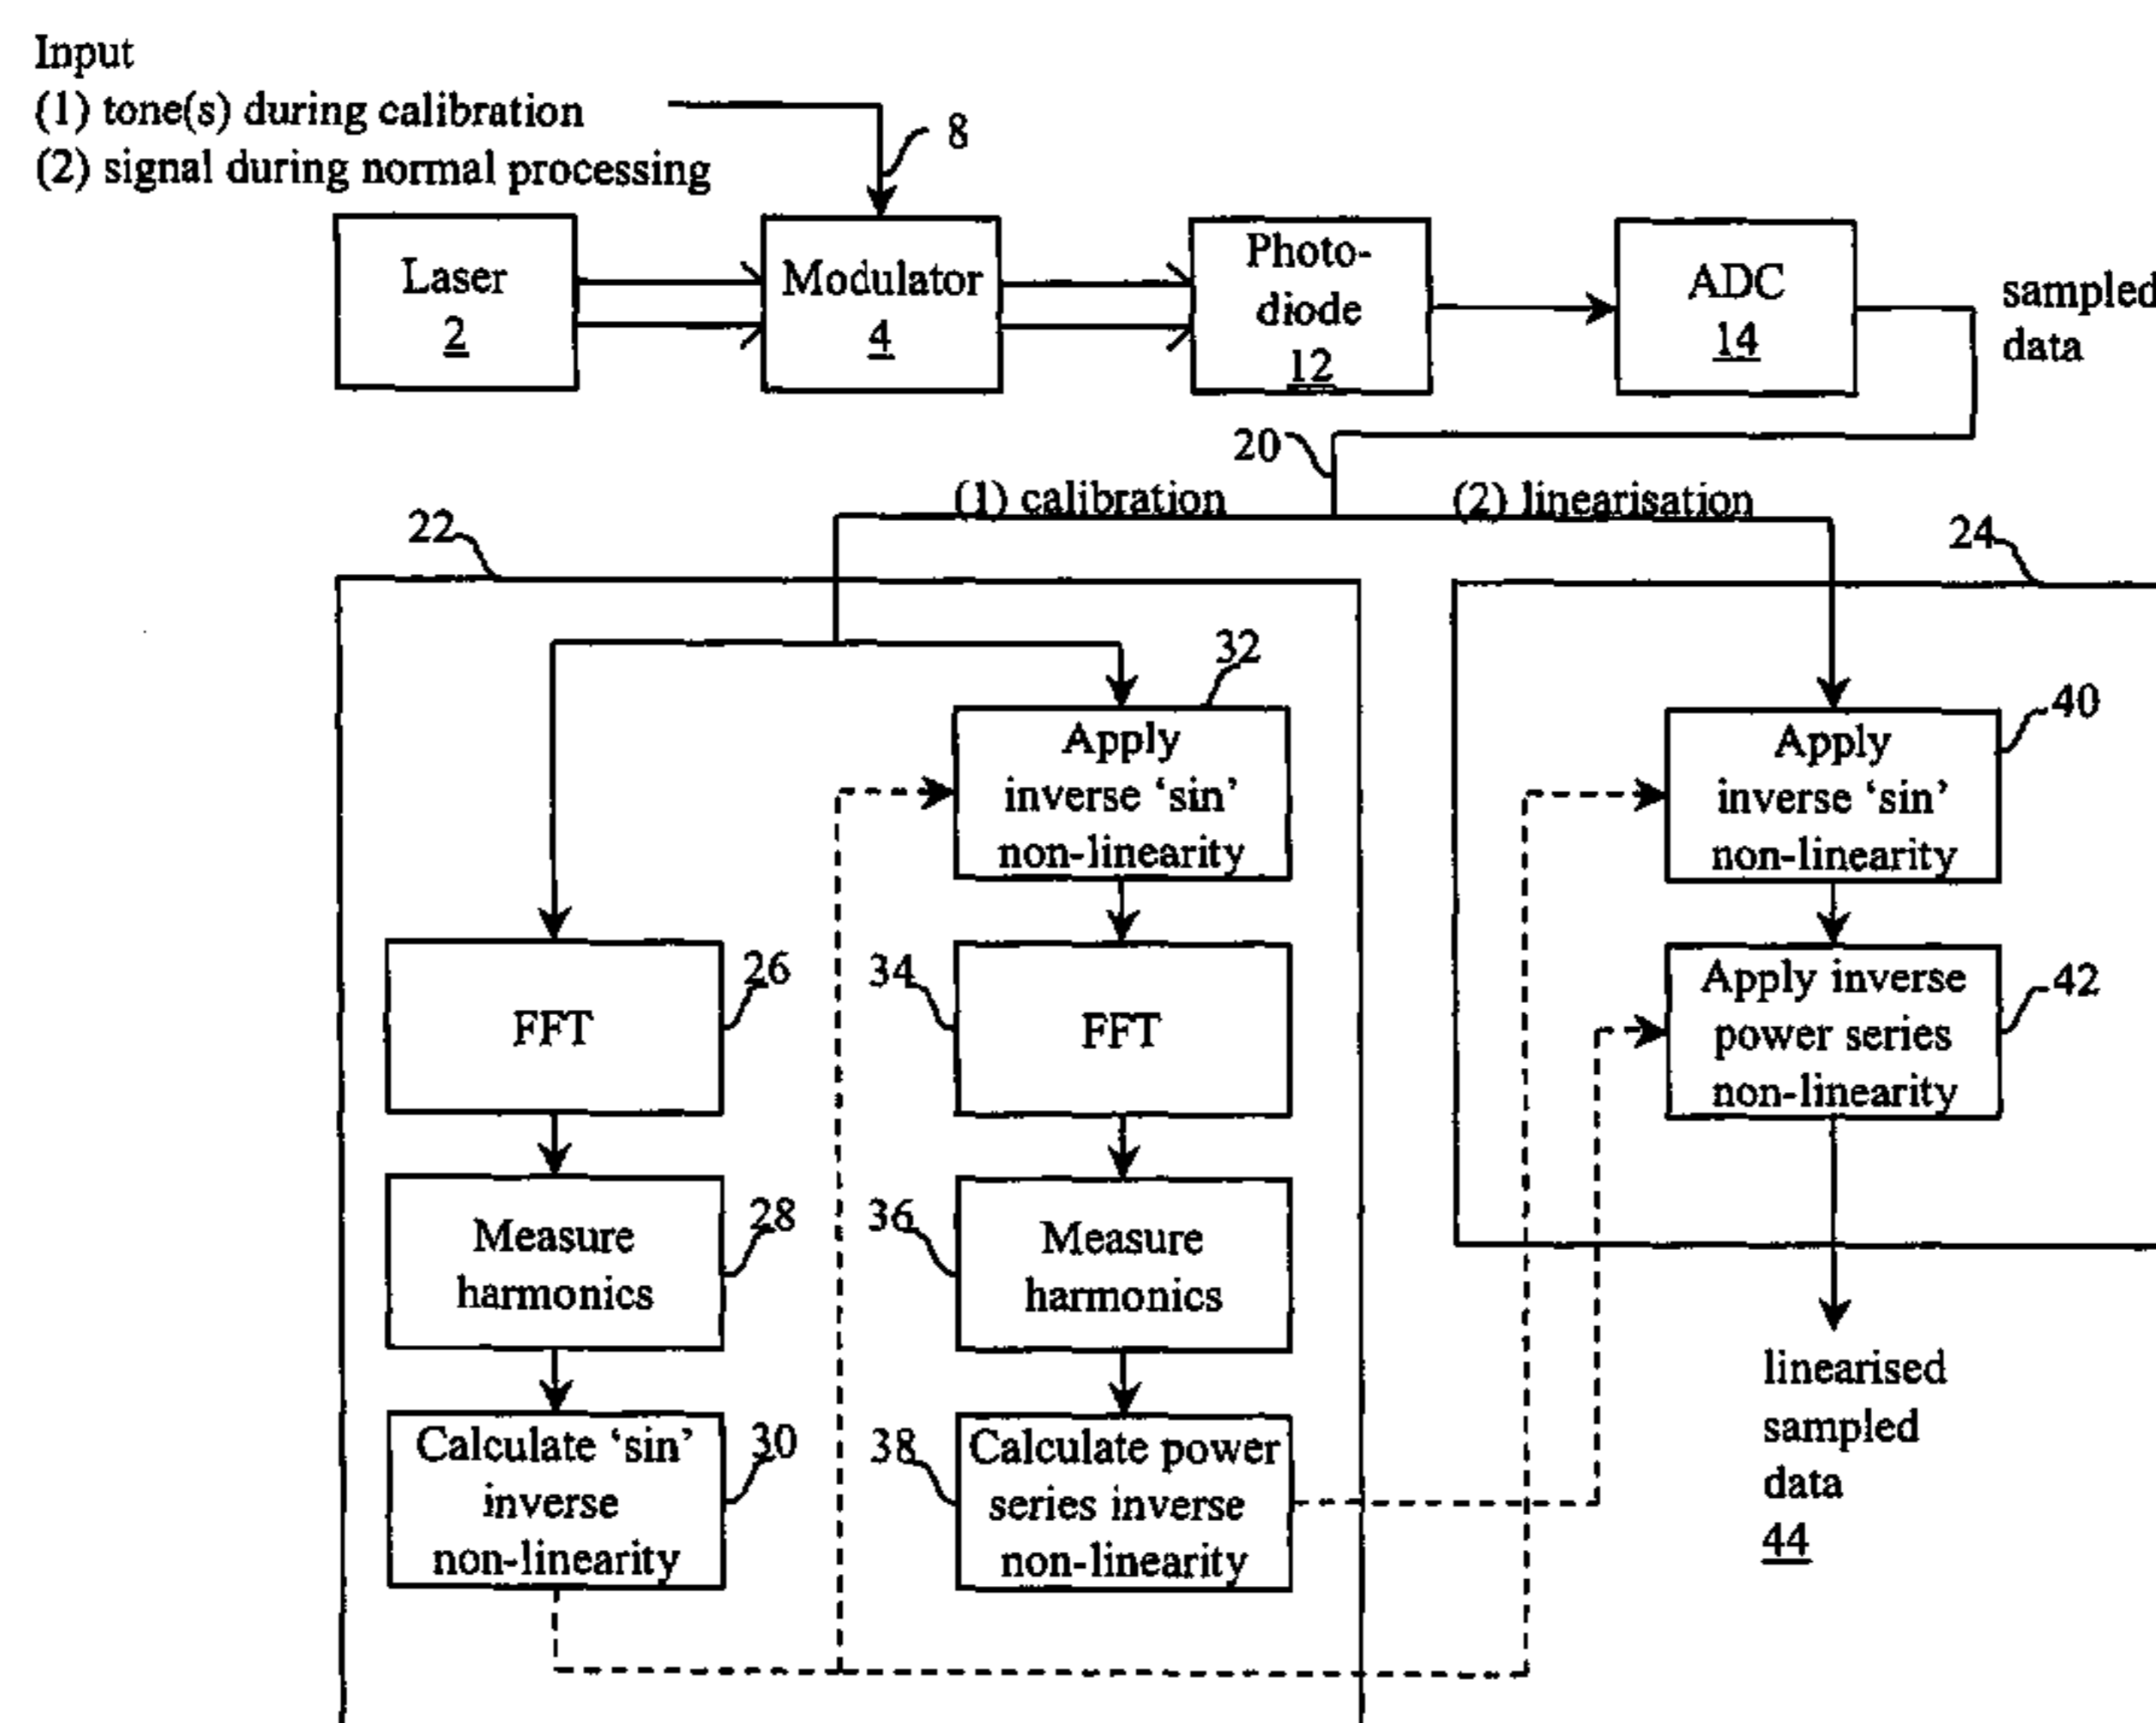 Input
(1) tone(s) during calibration
(2) signal during normal processing
8
Laser
2
Modulator
4
Photo-
diode
12
ADC
14
sampled
data
20
(1) calibration
(2) linearisation
22
24
32
Apply
inverse ‘sin’
non-linearity
40
Apply
inverse ‘sin’
non-linearity
26
FFT
34
FFT
42
Apply inverse
power series
non-linearity
28
Measure
harmonics
36
Measure
harmonics
30
Calculate ‘sin’
inverse
non-linearity
38
Calculate power
series inverse
non-linearity
linearised
sampled
data
44